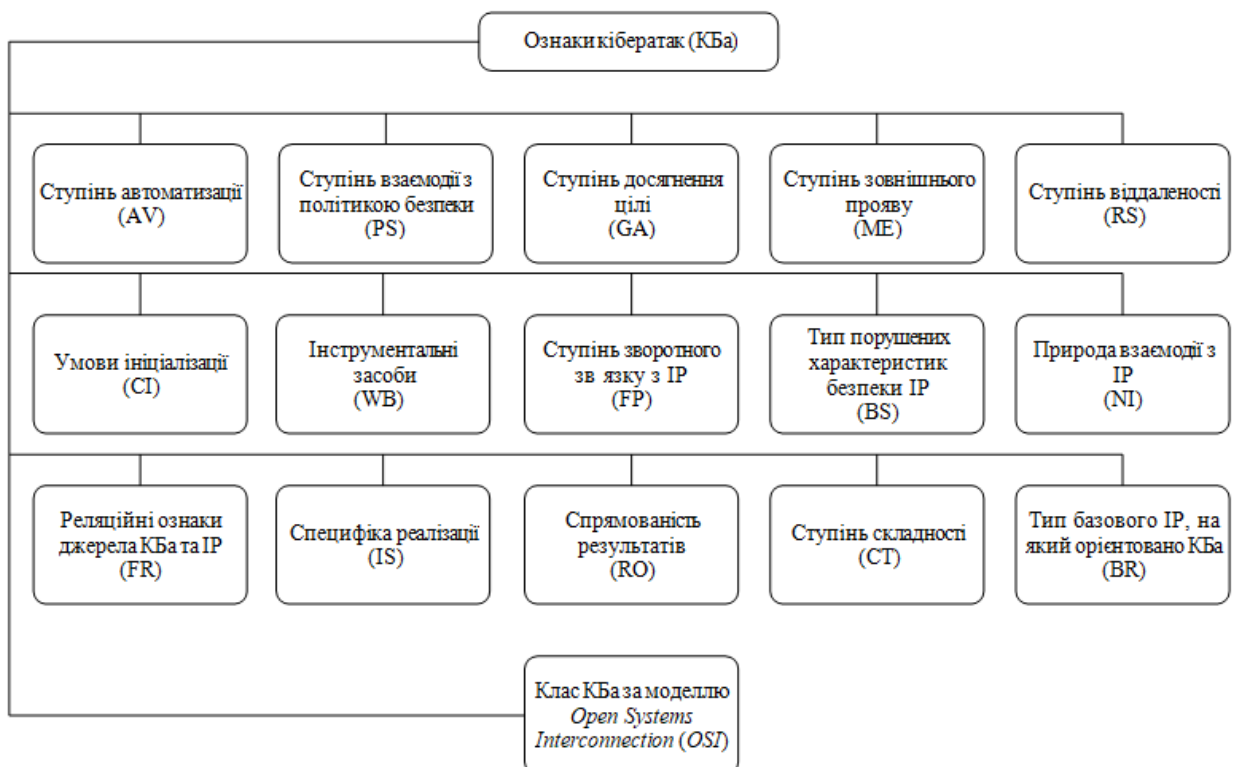 Ознаки кібератак (КБа)
Ступінь автоматизації
(AV)
Ступінь взаємодії з
політикою безпеки
(PS)
Ступінь досягнення
цілі
(GA)
Ступінь зовнішнього
прояву
(ME)
Ступінь віддаленості
(RS)
Умови ініціалізації
(CI)
Інструментальні
засоби
(WB)
Ступінь зворотного
зв язку з ІР
(FP)
Тип порушених
характеристик
безпеки ІР
(BS)
Природа взаємодії з
ІР
(NI)
Реляційні ознаки
джерела КБа та ІР
(FR)
Специфіка реалізації
(IS)
Спрямованість
результатів
(RO)
Ступінь складності
(CT)
Тип базового ІР, на
який орієнтовано КБа
(BR)
Клас КБа за моделлю
Open Systems
Interconnection (OSI)